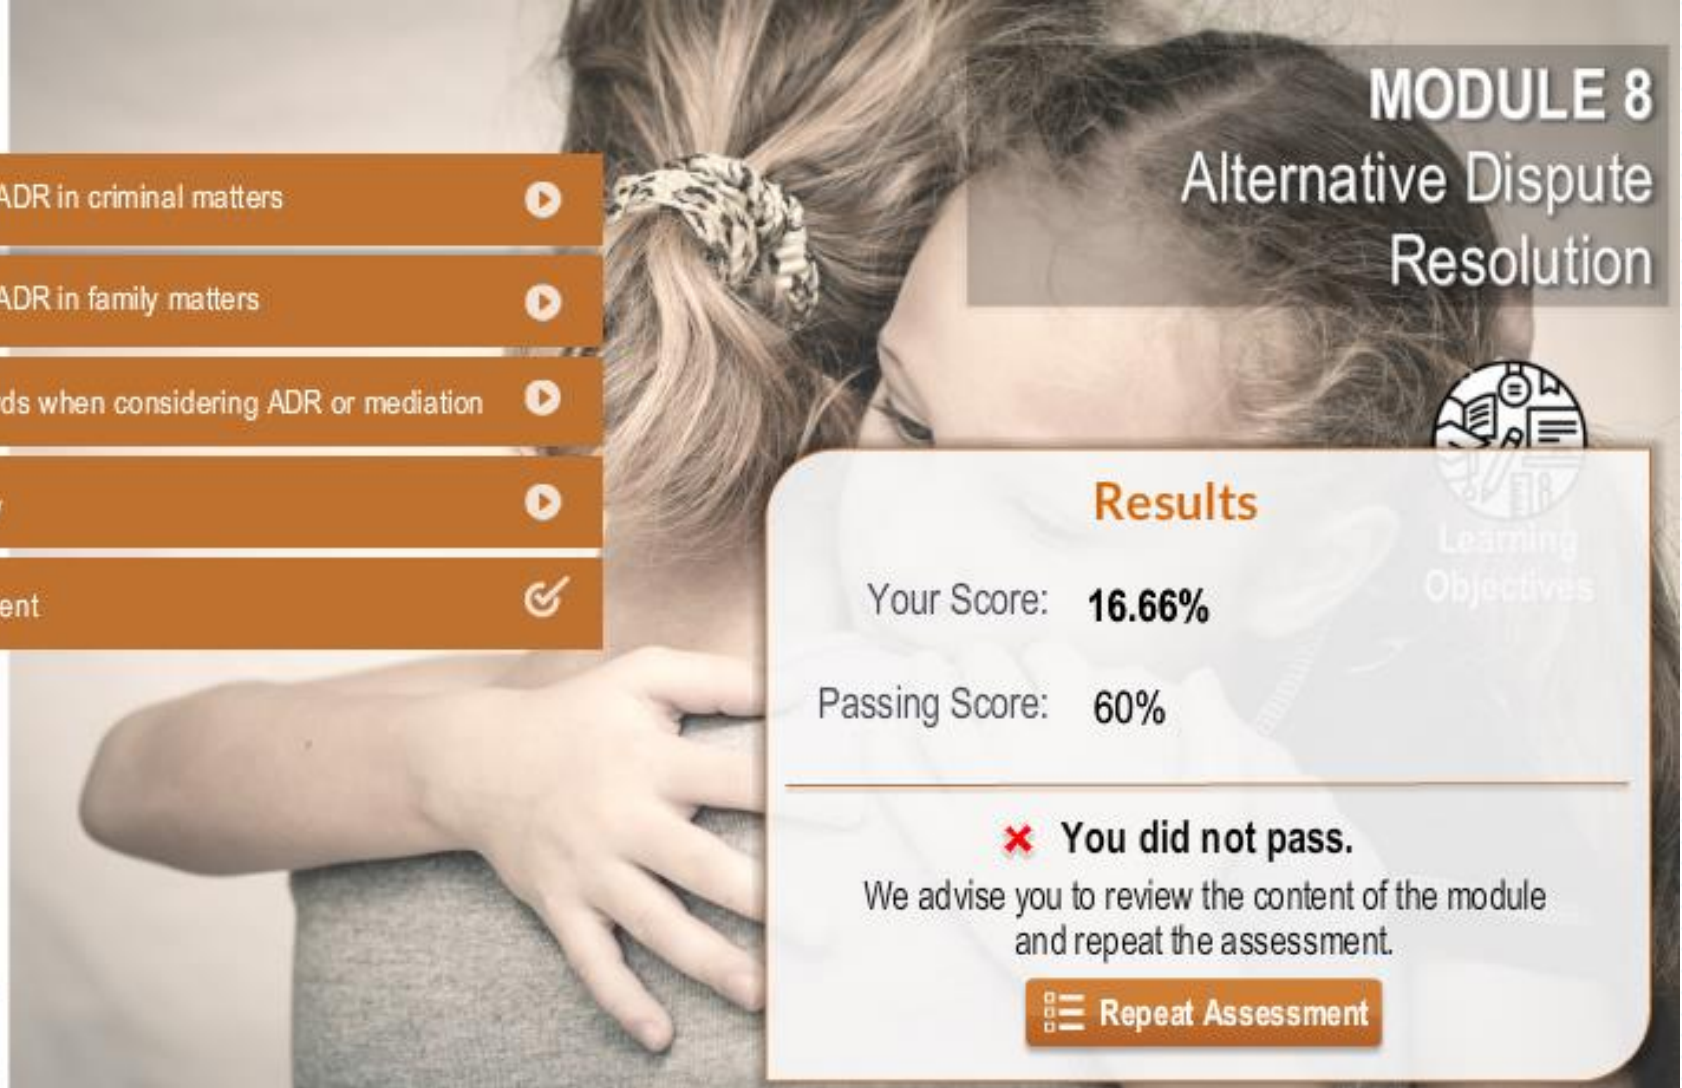 MODULE 8
Alternative Dispute
Resolution
ADR in criminal matters
ADR in family matters
ds when considering ADR or mediation
ent
Learning
Objectives
Results
Your Score: 16.66%
Passing Score: 60%
You did not pass.
We advise you to review the content of the module
and repeat the assessment.
Repeat Assessment